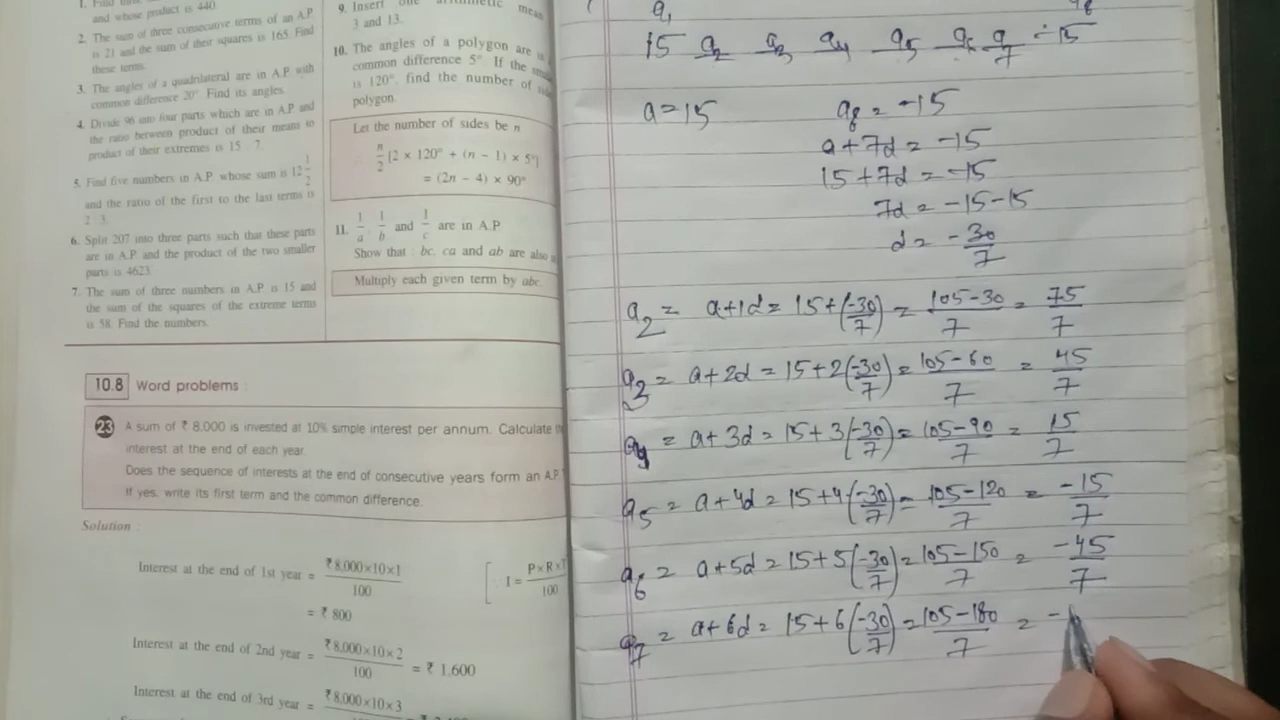 and whose product is 440
2. The sum of three consecutive terms of an A.P
is 21 and the sum of their squares is 165. Find
these terms.
3. The angles of a quadrilateral are in A.P. with
common difference 20°. Find its angles.
4. Divide 96 into four parts which are in A.P and
the ratio between product of their means to
product of their extremes is 15 : 7.
5. Find five numbers in A.P. whose sum is 12 1/2
and the ratio of the first to the last terms is
2 : 3.
6. Split 207 into three parts such that these parts
are in A.P. and the product of the two smaller
parts is 4623.
7. The sum of three numbers in A.P. is 15 and
the sum of the squares of the extreme terms
is 58. Find the numbers.
9. Insert one arithmetic mean
3 and 13.
10. The angles of a polygon are
common difference 5°. If the
is 120°, find the number of
polygon.
Let the number of sides be n
n/2 [2 × 120° + (n − 1) × 5°]
= (2n − 4) × 90°
11. 1/a, 1/b and 1/c are in A.P
Show that : bc, ca and ab are also
Multiply each given term by abc.
10.8 Word problems :
23 A sum of ₹ 8,000 is invested at 10% simple interest per annum. Calculate
interest at the end of each year.
Does the sequence of interests at the end of consecutive years form an A.P.
If yes, write its first term and the common difference.
Solution :
Interest at the end of 1st year = ₹ 8,000×10×1/100 [∵ I = P×R×T/100
= ₹ 800
Interest at the end of 2nd year = ₹ 8,000×10×2/100 = ₹ 1,600
Interest at the end of 3rd year = ₹ 8,000×10×3
a1 a8
15 a2 a3 a4 a5 a6 a7 -15
a=15 a8 = -15
a+7d = -15
15+7d = -15
7d = -15-15
d = -30/7
a2 = a+1d = 15+(-30/7) = 105-30/7 = 75/7
a3 = a+2d = 15+2(-30/7) = 105-60/7 = 45/7
a4 = a+3d = 15+3(-30/7) = 105-90/7 = 15/7
a5 = a+4d = 15+4(-30/7) = 105-120/7 = -15/7
a6 = a+5d = 15+5(-30/7) = 105-150/7 = -45/7
a7 = a+6d = 15+6(-30/7) = 105-180/7 = -